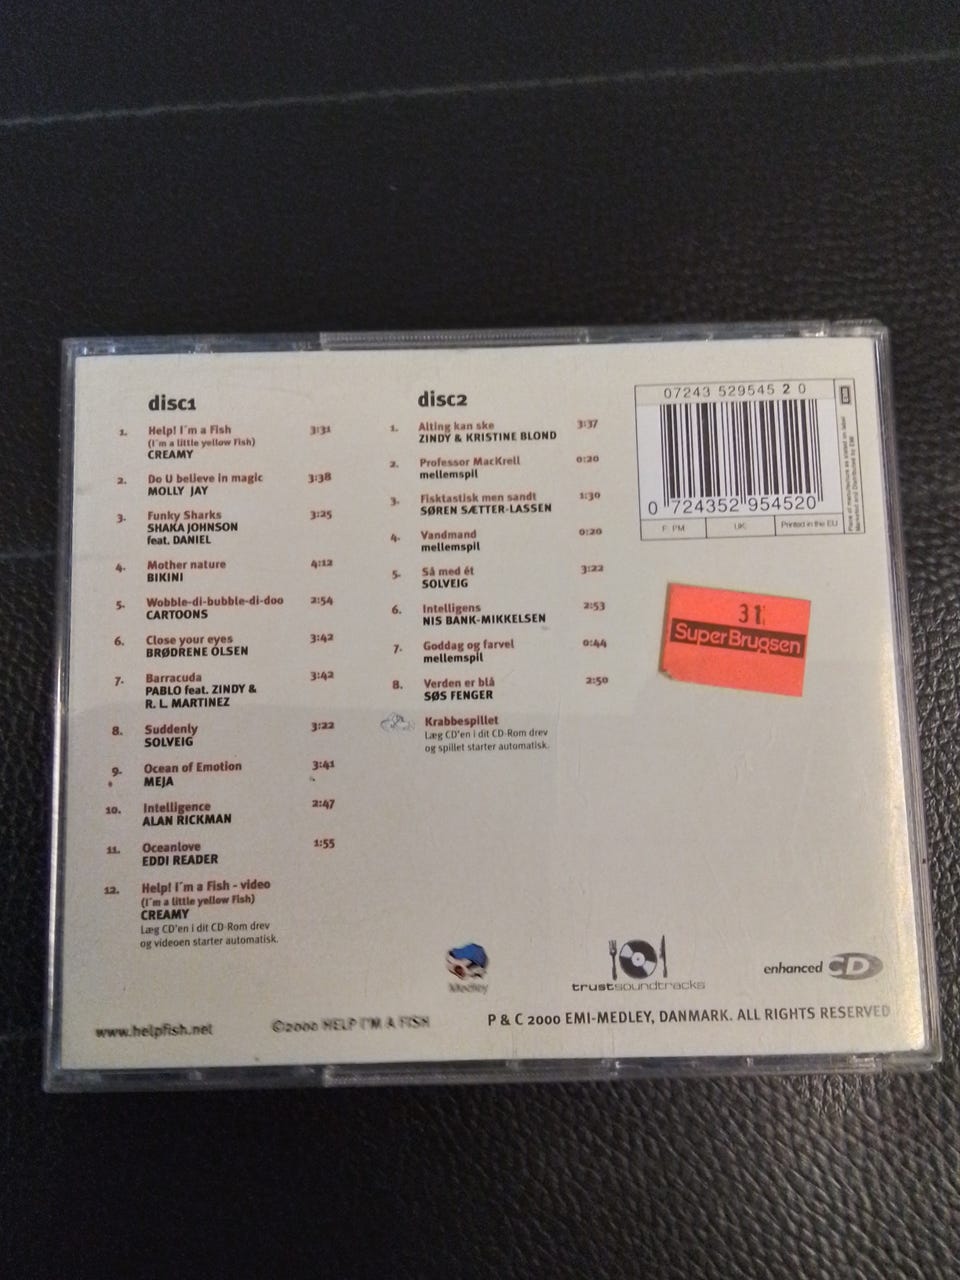 disc1
1. Help! I´m a Fish 3:31
(I´m a little yellow Fish)
CREAMY
2. Do U believe in magic 3:38
MOLLY JAY
3. Funky Sharks 3:25
SHAKA JOHNSON
feat. DANIEL
4. Mother nature 4:12
BIKINI
5. Wobble-di-bubble-di-doo 2:54
CARTOONS
6. Close your eyes 3:42
BRØDRENE OLSEN
7. Barracuda 3:42
PABLO feat. ZINDY &
R. L. MARTINEZ
8. Suddenly 3:22
SOLVEIG
9. Ocean of Emotion 3:41
MEJA
10. Intelligence 2:47
ALAN RICKMAN
11. Oceanlove 1:55
EDDI READER
12. Help! I´m a Fish - video
(I´m a little yellow Fish)
CREAMY
Læg CD'en i dit CD-Rom drev
og videoen starter automatisk.
disc2
1. Alting kan ske 3:37
ZINDY & KRISTINE BLOND
2. Professor MacKrell 0:20
mellemspil
3. Fisktastisk men sandt 1:30
SØREN SÆTTER-LASSEN
4. Vandmand 0:20
mellemspil
5. Så med ét 3:22
SOLVEIG
6. Intelligens 2:53
NIS BANK-MIKKELSEN
7. Goddag og farvel 0:44
mellemspil
8. Verden er blå 2:50
SØS FENGER
Krabbespillet
Læg CD'en i dit CD-Rom drev
og spillet starter automatisk.
07243 529545 2 0
0 724352 954520
F: PM
UK:
Printed in the EU
EMI
31
SuperBrugsen
Medley
trustsoundtracks
enhanced CD
www.helpfish.net
©2000 HELP I'M A FISH
P & C 2000 EMI-MEDLEY, DANMARK. ALL RIGHTS RESERVED